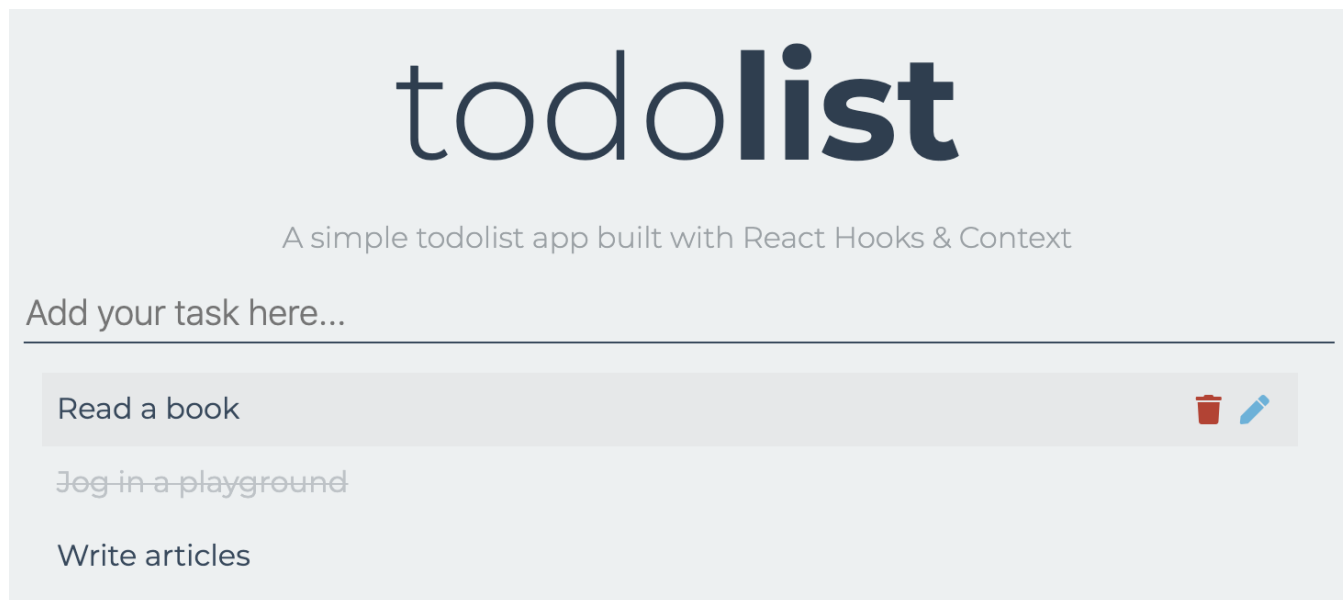 todolist
A simple todolist app built with React Hooks & Context
Add your task here...
Read a book
Jog in a playground
Write articles